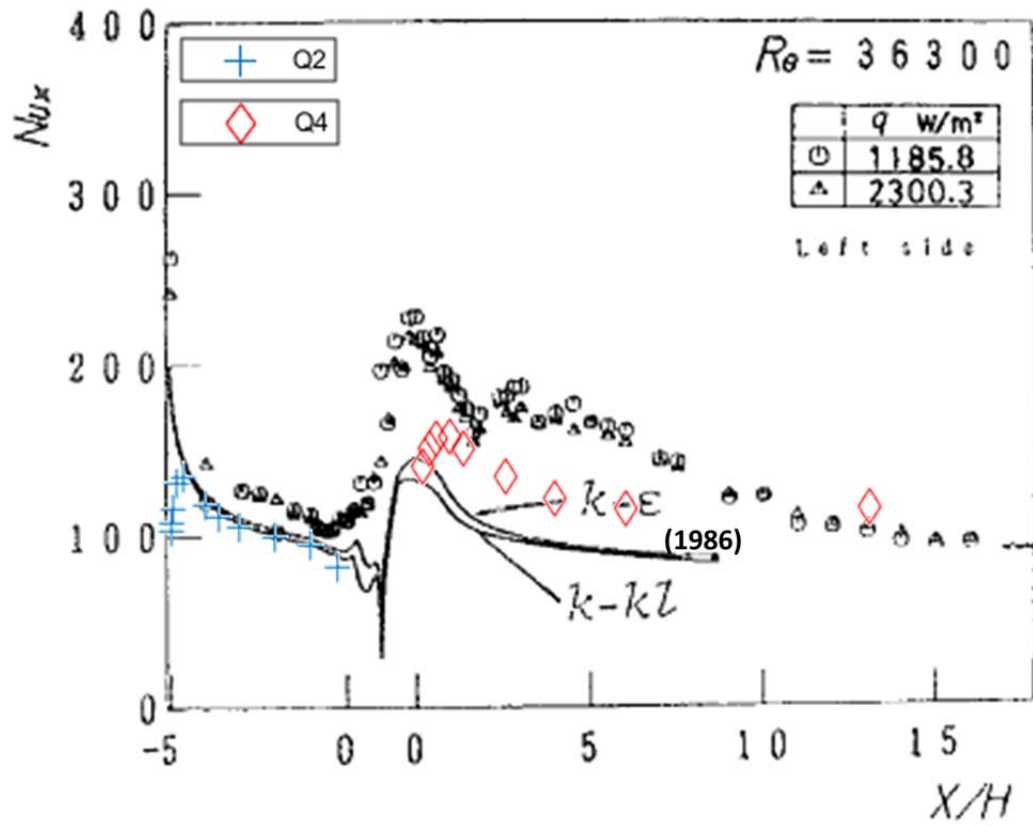 400
Q2
Re = 36300
Nux
Q4
q w/m²
1185.8
300
2300.3
Left side
200
k-ε
100
(1986)
k-kl
0
-5 0 0 5 10 15
X/H